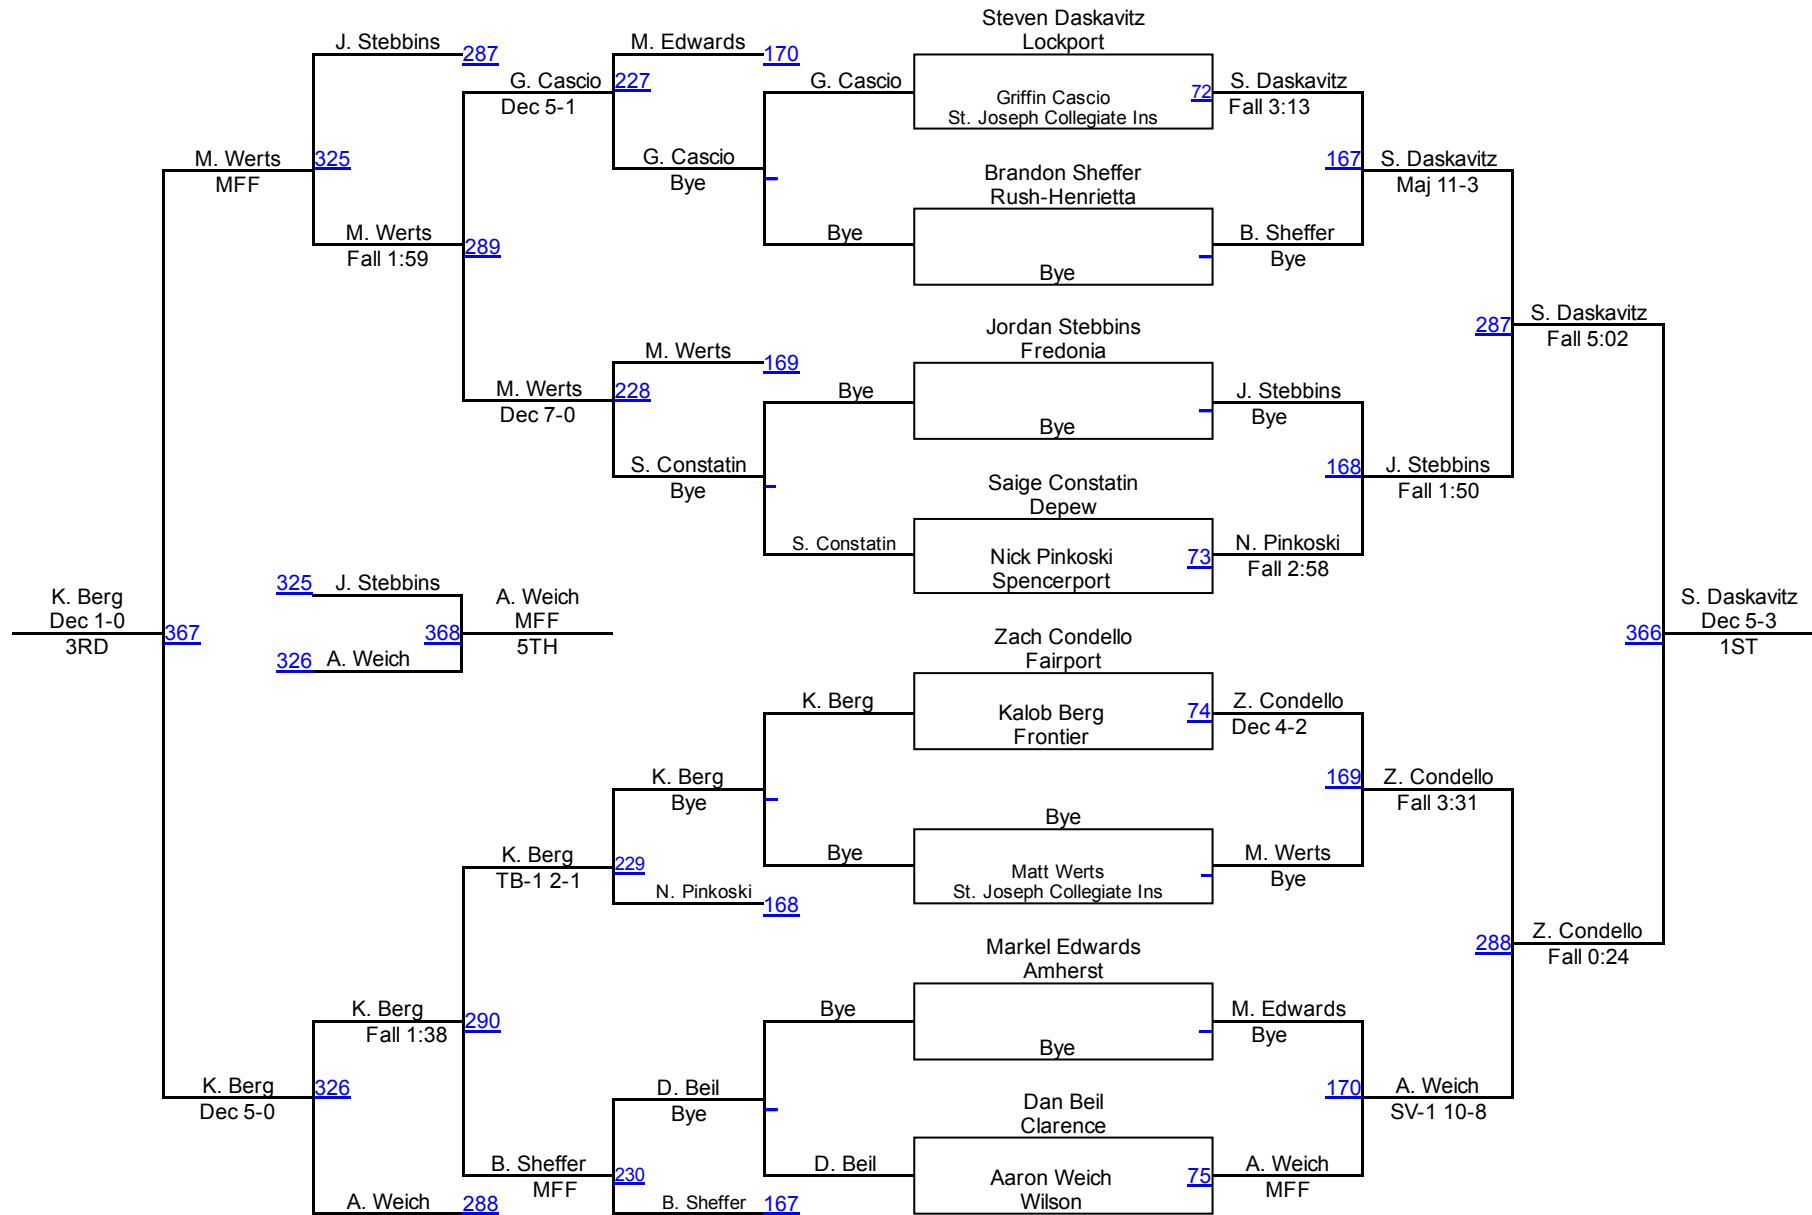 Steven Daskavitz
Lockport
J. Stebbins
287
M. Edwards
170
G. Cascio
227
Dec 5-1
G. Cascio
Griffin Cascio
St. Joseph Collegiate Ins
72
S. Daskavitz
Fall 3:13
M. Werts
325
MFF
G. Cascio
Bye
Brandon Sheffer
Rush-Henrietta
167
S. Daskavitz
Maj 11-3
M. Werts
289
Fall 1:59
Bye
Bye
B. Sheffer
Bye
Jordan Stebbins
Fredonia
287
S. Daskavitz
Fall 5:02
M. Werts
169
M. Werts
228
Dec 7-0
Bye
Bye
J. Stebbins
Bye
S. Constatin
Bye
Saige Constatin
Depew
168
J. Stebbins
Fall 1:50
S. Constatin
Nick Pinkoski
Spencerport
73
N. Pinkoski
Fall 2:58
K. Berg
Dec 1-0
3RD
367
325
J. Stebbins
368
326
A. Weich
A. Weich
MFF
5TH
Zach Condello
Fairport
366
S. Daskavitz
Dec 5-3
1ST
K. Berg
Kalob Berg
Frontier
74
Z. Condello
Dec 4-2
K. Berg
Bye
169
Z. Condello
Fall 3:31
Bye
K. Berg
229
TB-1 2-1
N. Pinkoski
168
Bye
Matt Werts
St. Joseph Collegiate Ins
M. Werts
Bye
Markel Edwards
Amherst
288
Z. Condello
Fall 0:24
K. Berg
290
Fall 1:38
Bye
Bye
M. Edwards
Bye
K. Berg
326
Dec 5-0
D. Beil
Bye
Dan Beil
Clarence
170
A. Weich
SV-1 10-8
B. Sheffer
230
MFF
D. Beil
Aaron Weich
Wilson
75
A. Weich
MFF
A. Weich
288
B. Sheffer
167